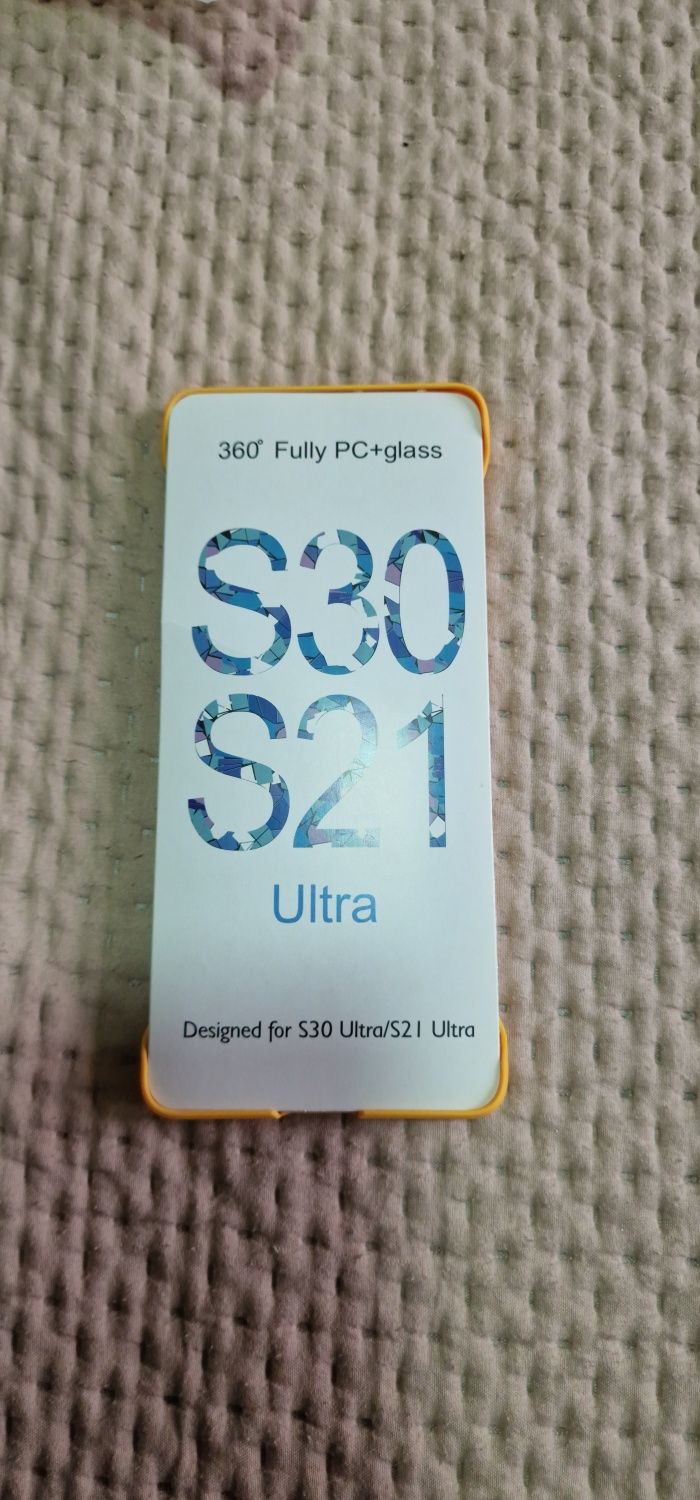 360° Fully PC+glass
S30
S21
Ultra
Designed for S30 Ultra/S21 Ultra